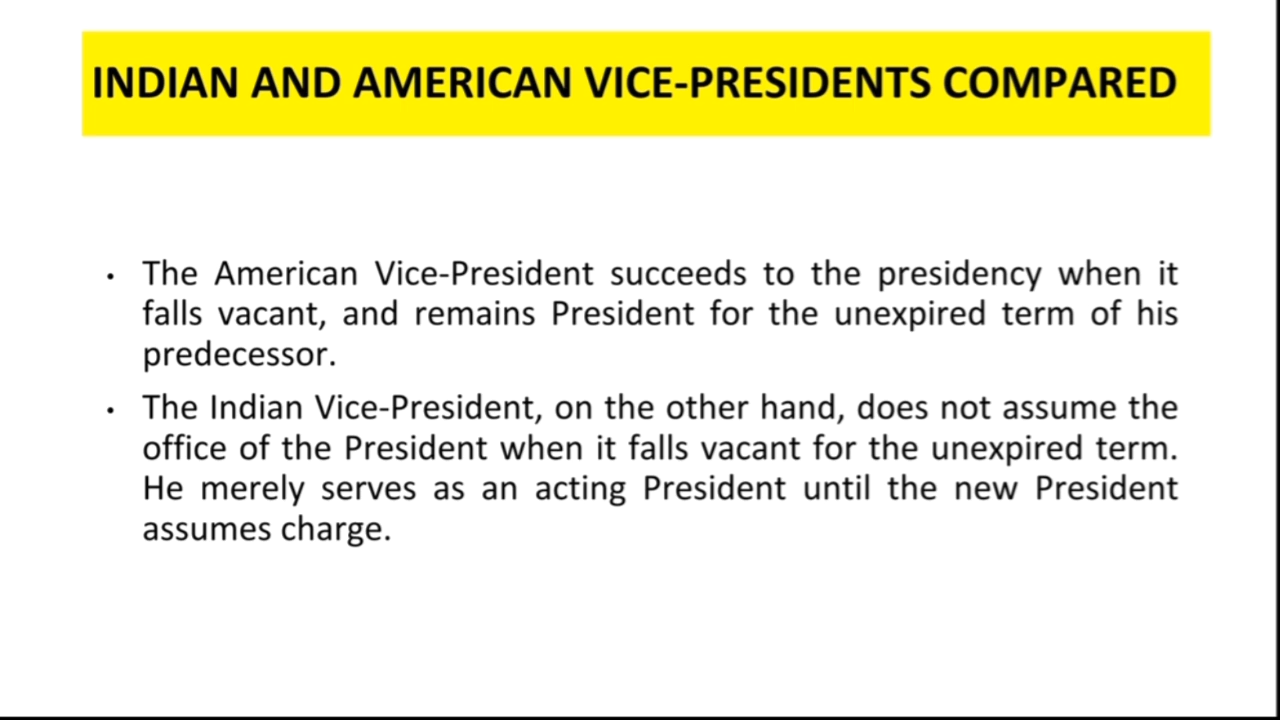 INDIAN AND AMERICAN VICE-PRESIDENTS COMPARED
• The American Vice-President succeeds to the presidency when it
falls vacant, and remains President for the unexpired term of his
predecessor.
• The Indian Vice-President, on the other hand, does not assume the
office of the President when it falls vacant for the unexpired term.
He merely serves as an acting President until the new President
assumes charge.